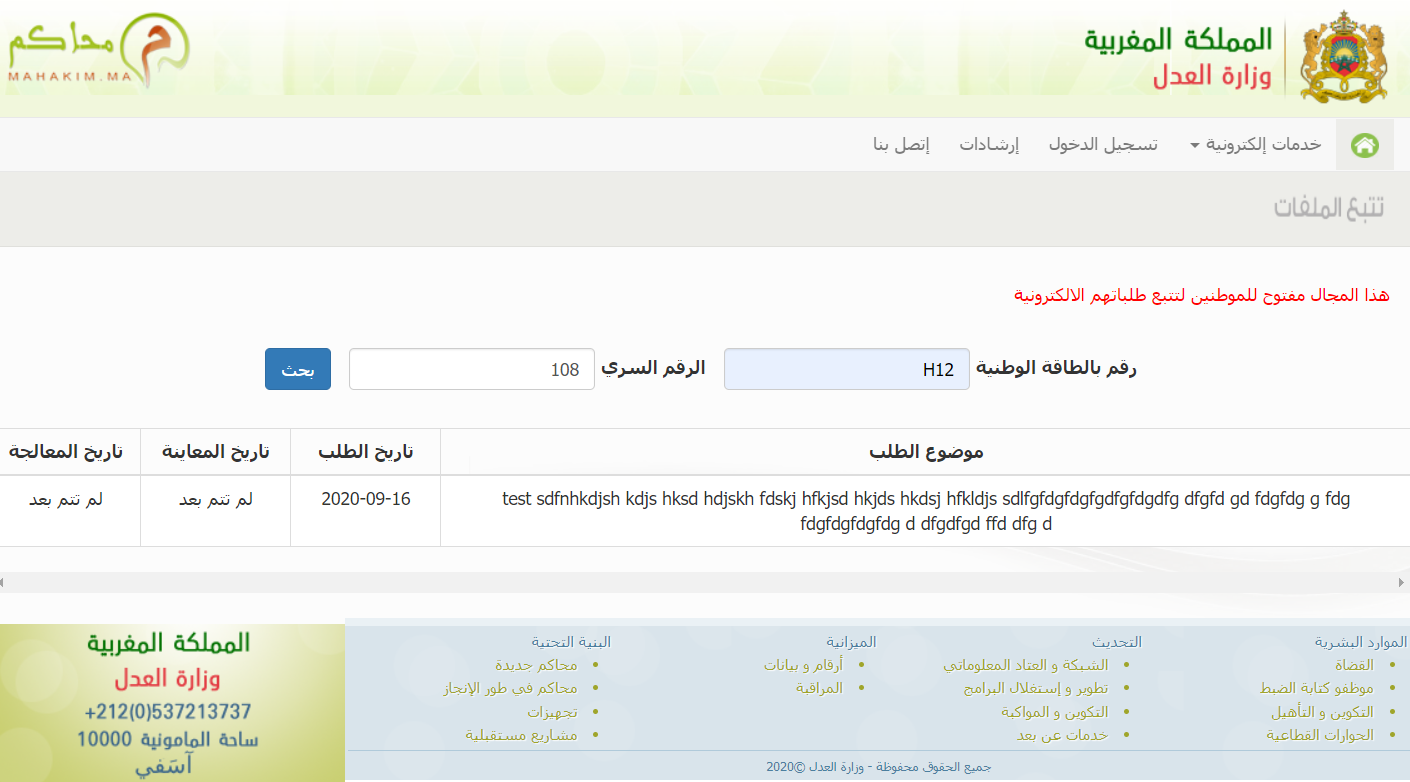 محاكم
MAHAKIM.MA
المملكة المغربية
وزارة العدل
خدمات إلكترونية
تسجيل الدخول
إرشادات
إتصل بنا
تتبع الملفات
هذا المجال مفتوح للموطنين لتتبع طلباتهم الالكترونية
رقم بالطاقة الوطنية H12 الرقم السري 108 بحث
موضوع الطلب تاريخ الطلب تاريخ المعاينة تاريخ المعالجة
test sdfnhkdjsh kdjs hksd hdjskh fdskj hfkjsd hkjds hkdsj hfkldjs sdlfgfdgfdgfgdfgfdgdfg dfgfd gd fdgfdg g fdg
fdgfdgfdgfdg d dfgdfgd ffd dfg d
2020-09-16
لم تتم بعد
لم تتم بعد
الموارد البشرية
القضاة
موظفو كتابة الضبط
التكوين و التأهيل
الحوارات القطاعية
التحديث
الشبكة و العتاد المعلوماتي
تطوير و إستغلال البرامج
التكوين و المواكبة
خدمات عن بعد
الميزانية
أرقام و بيانات
المراقبة
البنية التحتية
محاكم جديدة
محاكم في طور الإنجاز
تجهيزات
مشاريع مستقبلية
جميع الحقوق محفوظة - وزارة العدل ©2020
المملكة المغربية
وزارة العدل
+212(0)537213737
ساحة المامونية 10000
آسَفي